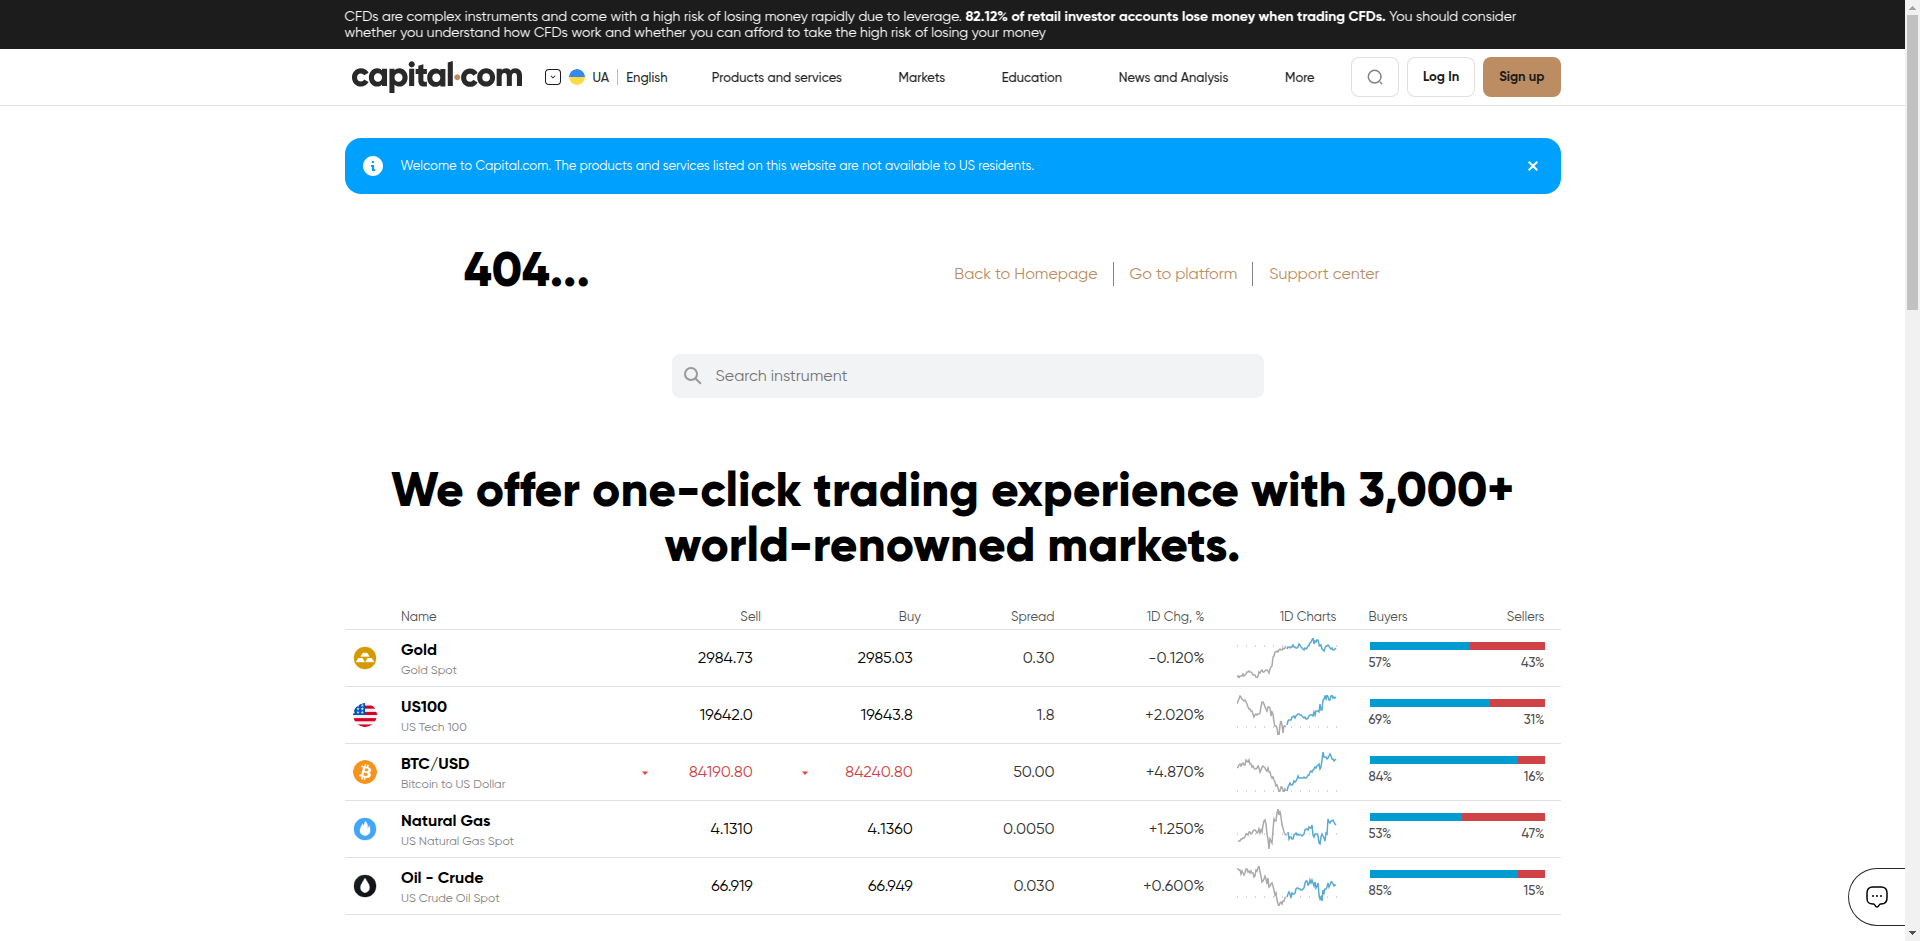 CFDs are complex instruments and come with a high risk of losing money rapidly due to leverage. 82.12% of retail investor accounts lose money when trading CFDs. You should consider
whether you understand how CFDs work and whether you can afford to take the high risk of losing your money
capital.com UA English Products and services Markets Education News and Analysis More Log In Sign up
Welcome to Capital.com. The products and services listed on this website are not available to US residents.
404...
Back to Homepage Go to platform Support center
Search instrument
We offer one-click trading experience with 3,000+
world-renowned markets.
Name Sell Buy Spread 1D Chg, % 1D Charts Buyers Sellers
Gold
Gold Spot
2984.73 2985.03 0.30 -0.120% 57% 43%
US100
US Tech 100
19642.0 19643.8 1.8 +2.020% 69% 31%
BTC/USD
Bitcoin to US Dollar
84190.80 84240.80 50.00 +4.870% 84% 16%
Natural Gas
US Natural Gas Spot
4.1310 4.1360 0.0050 +1.250% 53% 47%
Oil - Crude
US Crude Oil Spot
66.919 66.949 0.030 +0.600% 85% 15%